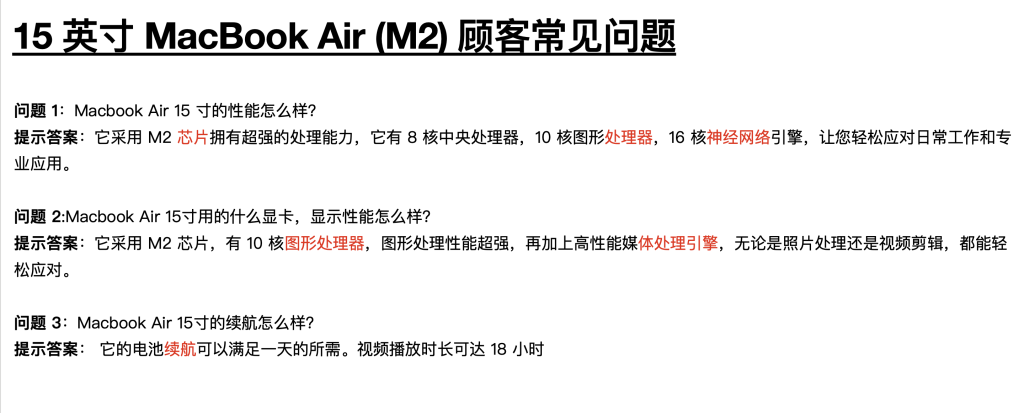 15 英寸 MacBook Air (M2) 顾客常见问题
问题 1：Macbook Air 15 寸的性能怎么样?
提示答案：它采用 M2 芯片拥有超强的处理能力，它有 8 核中央处理器，10 核图形处理器，16 核神经网络引擎，让您轻松应对日常工作和专
业应用。
问题 2:Macbook Air 15寸用的什么显卡，显示性能怎么样?
提示答案：它采用 M2 芯片，有 10 核图形处理器，图形处理性能超强，再加上高性能媒体处理引擎，无论是照片处理还是视频剪辑，都能轻
松应对。
问题 3：Macbook Air 15寸的续航怎么样?
提示答案： 它的电池续航可以满足一天的所需。视频播放时长可达 18 小时